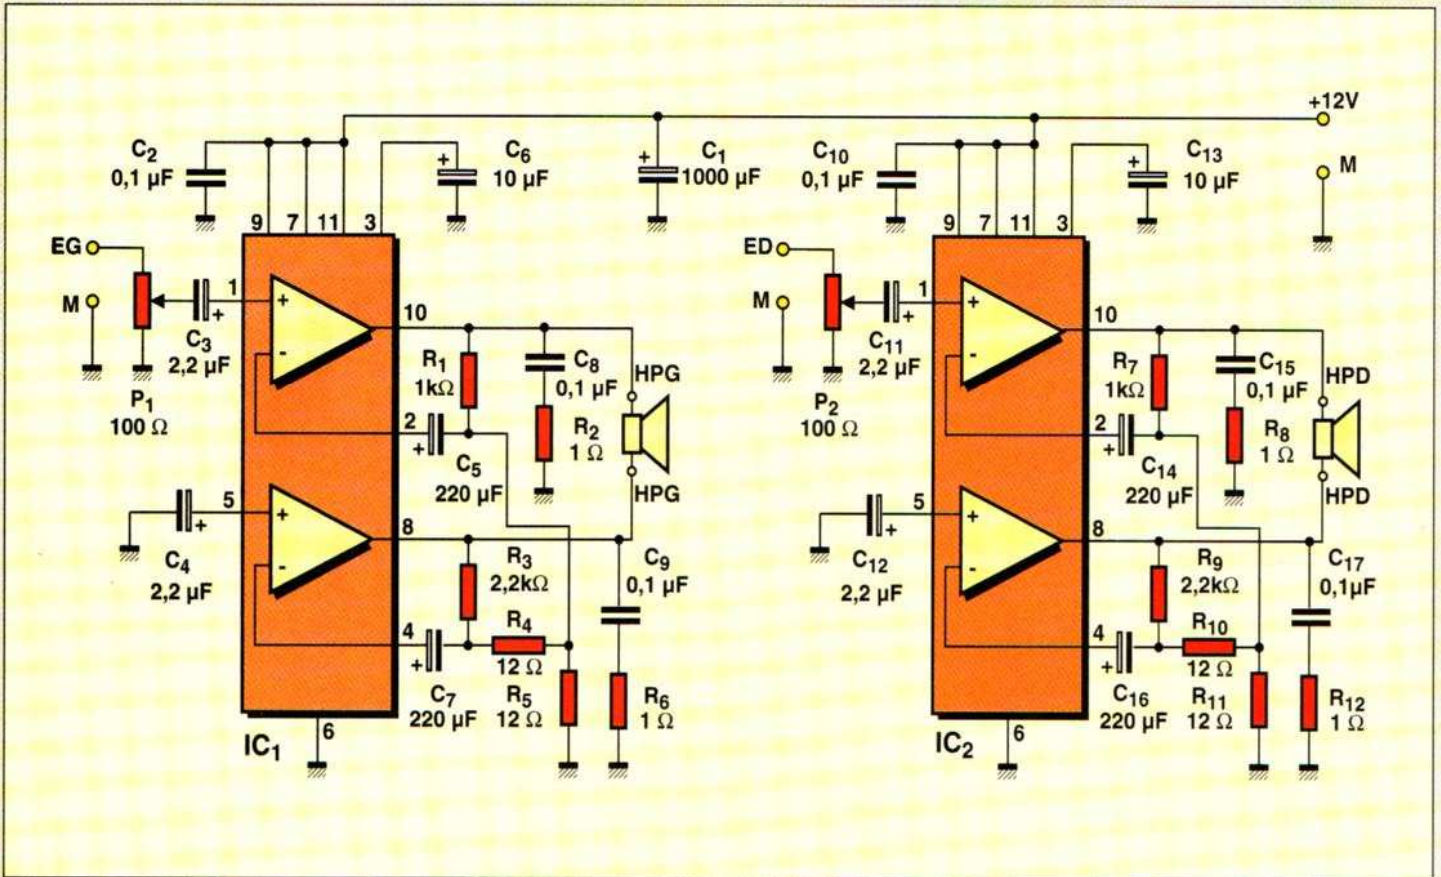 +12V
M
C2
0,1 µF
C6
10 µF
C1
1000 µF
C10
0,1 µF
C13
10 µF
9 7 11 3
9 7 11 3
EG
M
P1
100 Ω
C3
2,2 µF
1
+
-
10
R1
1kΩ
C8
0,1 µF
HPG
2
C5
220 µF
R2
1 Ω
HPG
5
C4
2,2 µF
+
-
8
R3
2,2kΩ
C9
0,1 µF
4
C7
220 µF
R4
12 Ω
R5
12 Ω
R6
1 Ω
6
IC1
ED
M
P2
100 Ω
C11
2,2 µF
1
+
-
10
R7
1kΩ
C15
0,1 µF
HPD
2
C14
220 µF
R8
1 Ω
HPD
5
C12
2,2 µF
+
-
8
R9
2,2kΩ
C17
0,1µF
4
C16
220 µF
R10
12 Ω
R11
12 Ω
R12
1 Ω
6
IC2